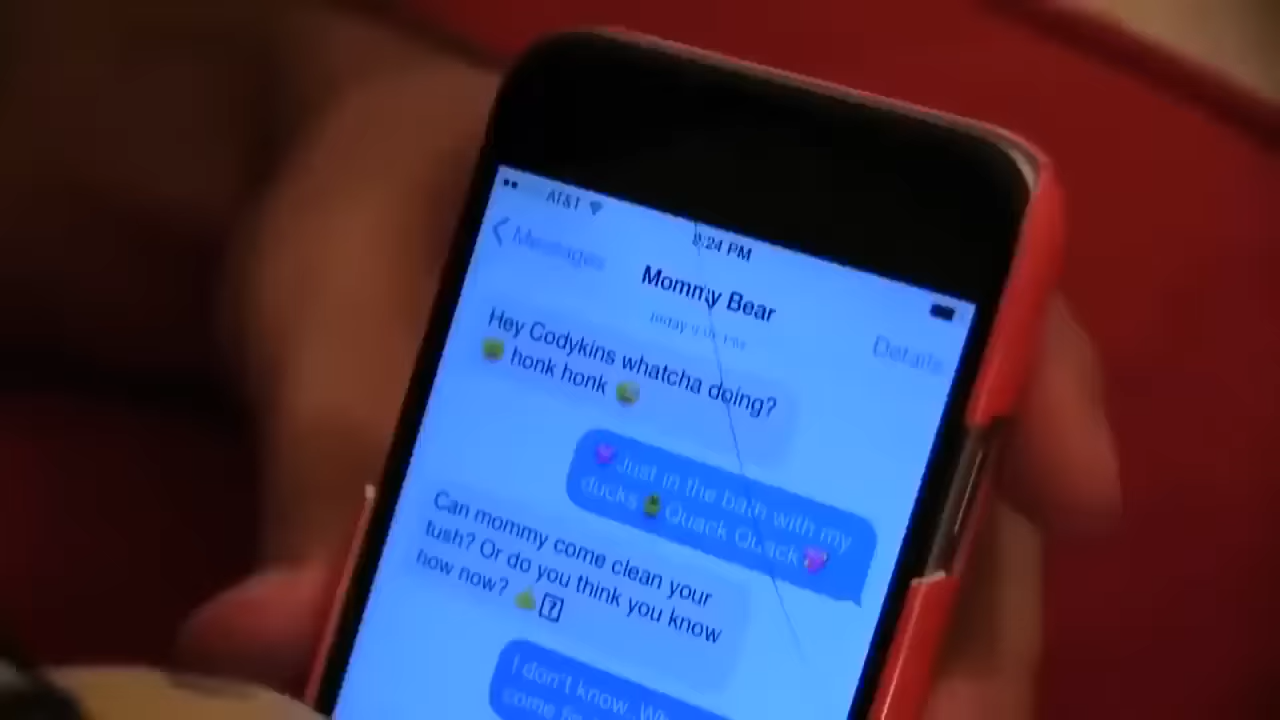 AT&T
9:24 PM
Messages
Mommy Bear
Details
Hey Codykins whatcha doing?
honk honk
Just in the bath with my
ducks Quack Quack
Can mommy come clean your
tush? Or do you think you know
how now?
I don't know
come